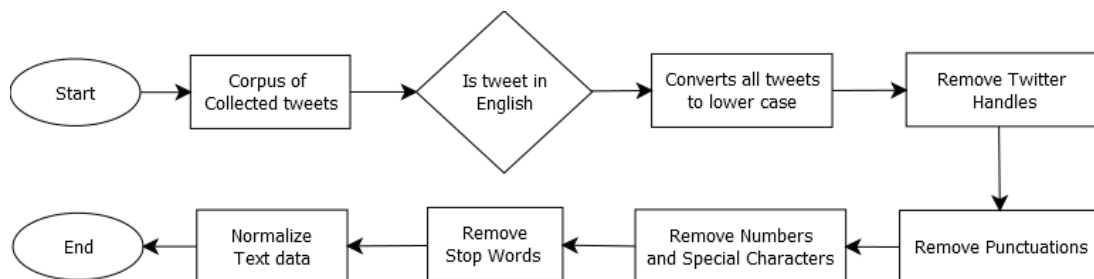 Start
Corpus of
Collected tweets
Is tweet in
English
Converts all tweets
to lower case
Remove Twitter
Handles
Remove Punctuations
Remove Numbers
and Special Characters
Remove
Stop Words
Normalize
Text data
End